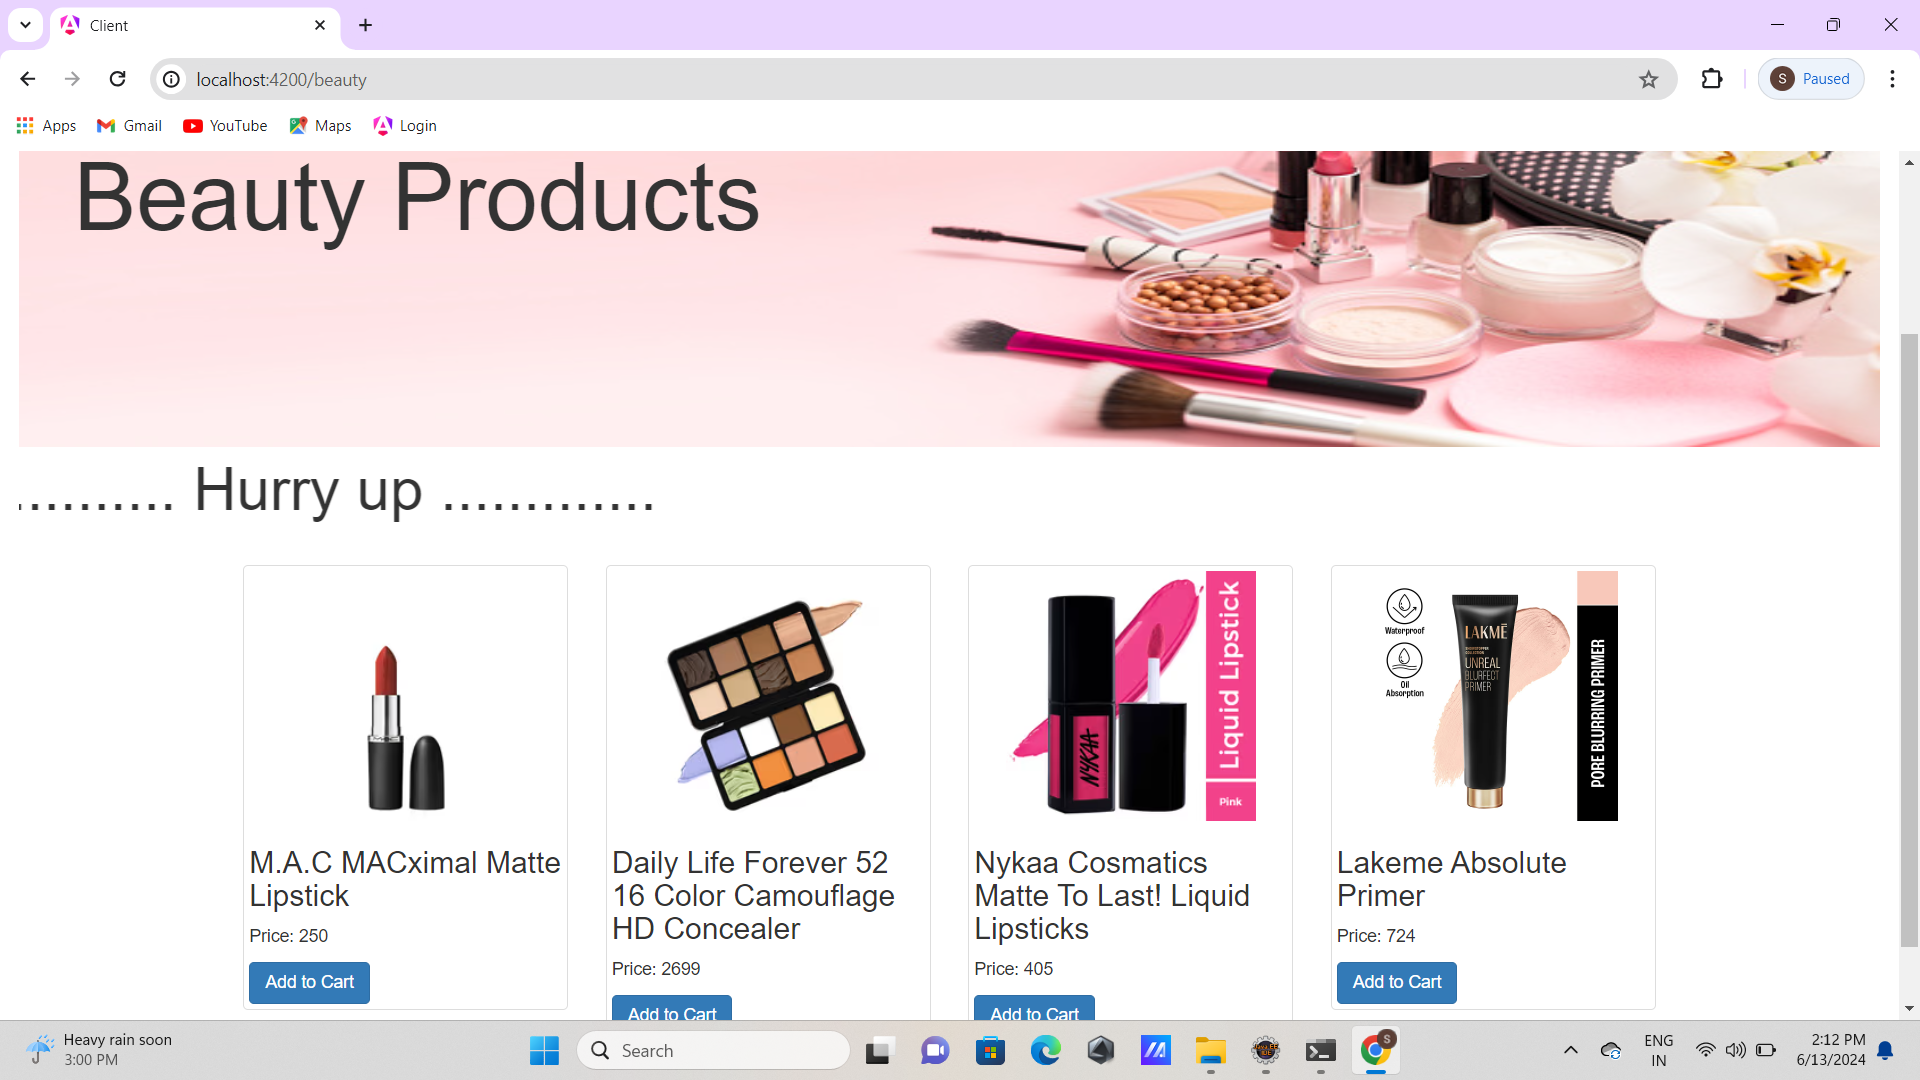 Client
localhost:4200/beauty
S Paused
Apps Gmail YouTube Maps Login
Beauty Products
.......... Hurry up .............
Liquid Lipstick
Pink
NYKAA
Waterproof
Oil
Absorption
LAKMĒ
UNREAL
BLURFECT
PRIMER
PORE BLURRING PRIMER
M.A.C MACximal Matte
Lipstick
Price: 250
Add to Cart
Daily Life Forever 52
16 Color Camouflage
HD Concealer
Price: 2699
Add to Cart
Nykaa Cosmatics
Matte To Last! Liquid
Lipsticks
Price: 405
Add to Cart
Lakeme Absolute
Primer
Price: 724
Add to Cart
Heavy rain soon
3:00 PM
Search
S
ENG
IN
2:12 PM
6/13/2024